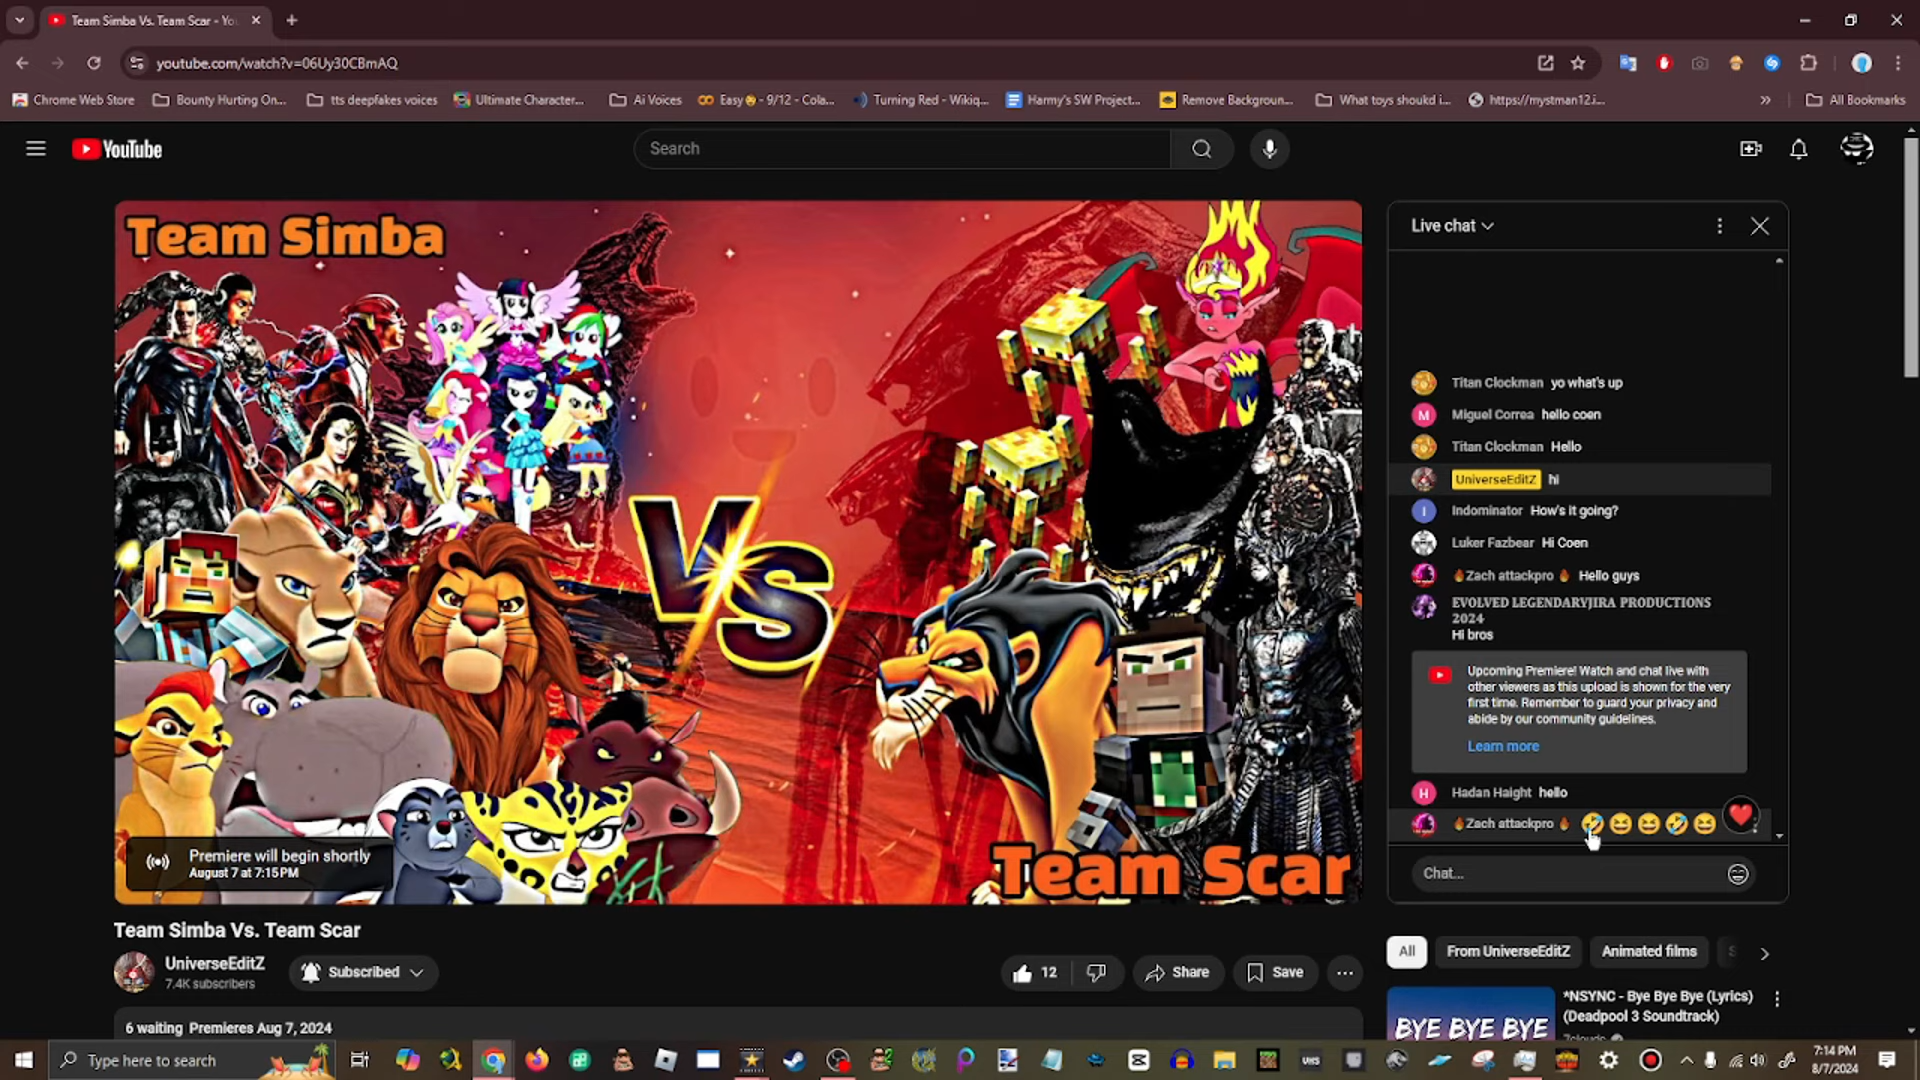 Team Simba Vs. Team Scar - Yo
youtube.com/watch?v=06Uy30CBmAQ
Chrome Web Store
Bounty Hurting On...
tts deepfakes voices
Ultimate Character...
Ai Voices
Easy - 9/12 - Cola...
Turning Red - Wikiq...
Harmy's SW Project...
Remove Backgroun...
What toys shoukd i...
https://mystman12.i...
All Bookmarks
YouTube
Search
Team Simba
VS
Team Scar
Premiere will begin shortly
August 7 at 7:15 PM
Live chat
Titan Clockman yo what's up
Miguel Correa hello coen
Titan Clockman Hello
UniverseEditZ hi
Indominator How's it going?
Luker Fazbear Hi Coen
🔥Zach attackpro 🔥 Hello guys
EVOLVED LEGENDARYJIRA PRODUCTIONS
2024
Hi bros
Upcoming Premiere! Watch and chat live with
other viewers as this upload is shown for the very
first time. Remember to guard your privacy and
abide by our community guidelines.
Learn more
Hadan Haight hello
🔥Zach attackpro 🔥 🤣😆😆🤣😆
Chat...
Team Simba Vs. Team Scar
UniverseEditZ
7.4K subscribers
Subscribed
12
Share
Save
6 waiting Premieres Aug 7, 2024
All
From UniverseEditZ
Animated films
*NSYNC - Bye Bye Bye (Lyrics)
(Deadpool 3 Soundtrack)
BYE BYE BYE
Type here to search
VHS
7:14 PM
8/7/2024